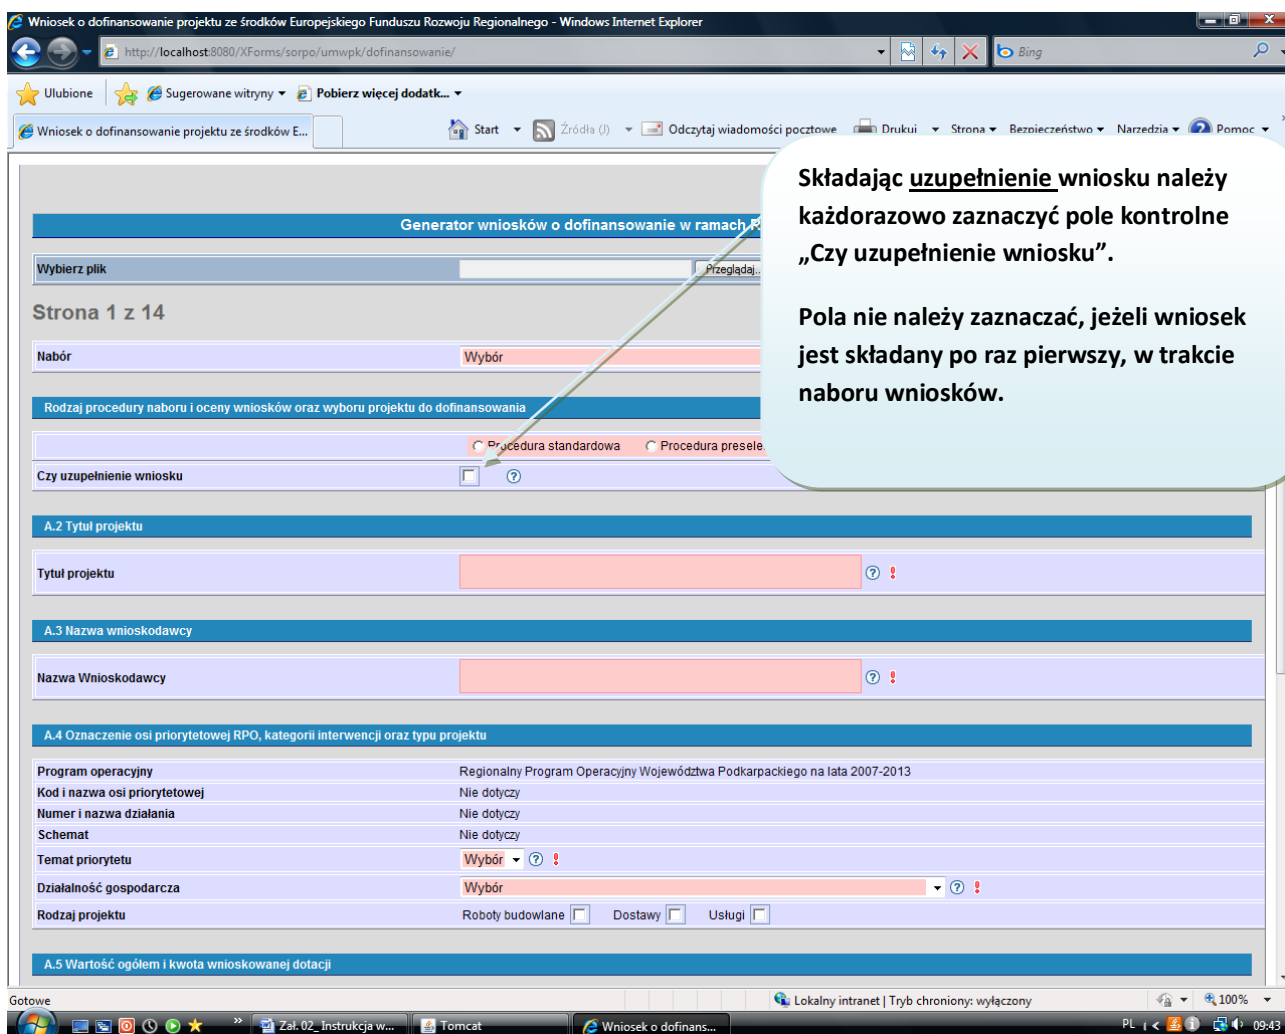 Wniosek o dofinansowanie projektu ze środków Europejskiego Funduszu Rozwoju Regionalnego - Windows Internet Explorer
http://localhost:8080/XForms/sorpo/umwpk/dofinansowanie/
Bing
Ulubione Sugerowane witryny Pobierz więcej dodatk...
Wniosek o dofinansowanie projektu ze środków E...
Start Źródła (J) Odczytaj wiadomości pocztowe Drukuj Strona Bezpieczeństwo Narzędzia Pomoc
Składając uzupełnienie wniosku należy
każdorazowo zaznaczyć pole kontrolne
„Czy uzupełnienie wniosku”.
Pola nie należy zaznaczać, jeżeli wniosek
jest składany po raz pierwszy, w trakcie
naboru wniosków.
Generator wniosków o dofinansowanie w ramach
Wybierz plik Przeglądaj...
Strona 1 z 14
Nabór Wybór
Rodzaj procedury naboru i oceny wniosków oraz wyboru projektu do dofinansowania
Procedura standardowa Procedura presele
Czy uzupełnienie wniosku
A.2 Tytuł projektu
Tytuł projektu
A.3 Nazwa wnioskodawcy
Nazwa Wnioskodawcy
A.4 Oznaczenie osi priorytetowej RPO, kategorii interwencji oraz typu projektu
Program operacyjny Regionalny Program Operacyjny Województwa Podkarpackiego na lata 2007-2013
Kod i nazwa osi priorytetowej Nie dotyczy
Numer i nazwa działania Nie dotyczy
Schemat Nie dotyczy
Temat priorytetu Wybór
Działalność gospodarcza Wybór
Rodzaj projektu Roboty budowlane Dostawy Usługi
A.5 Wartość ogółem i kwota wnioskowanej dotacji
Gotowe Lokalny intranet | Tryb chroniony: wyłączony 100%
Zał. 02_ Instrukcja w... Tomcat Wniosek o dofinans... PL 09:43